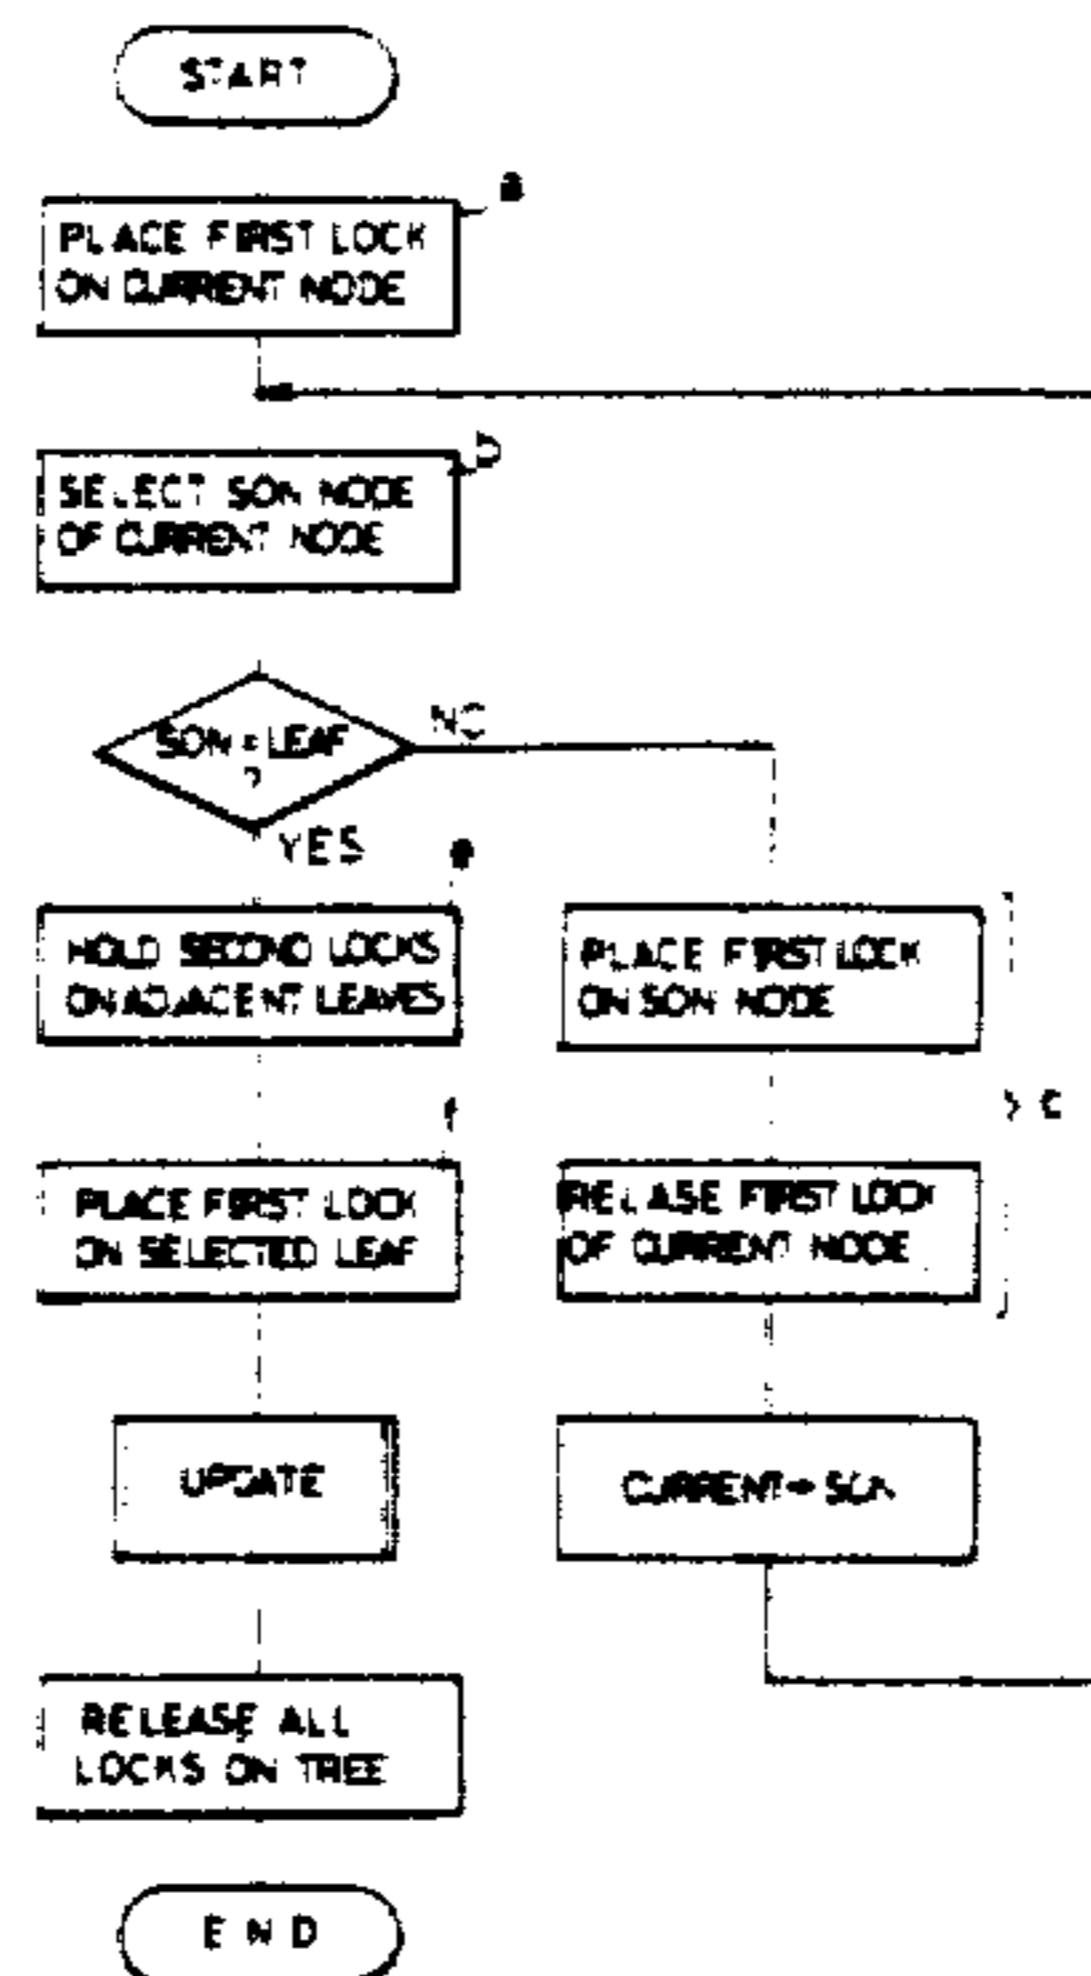 START
a
PLACE FIRST LOCK
ON CURRENT NODE
b
SELECT SON NODE
OF CURRENT NODE
SON = LEAF
?
NO
YES
e
HOLD SECOND LOCKS
ON ADJACENT LEAVES
PLACE FIRST LOCK
ON SON NODE
c
f
PLACE FIRST LOCK
ON SELECTED LEAF
RELASE FIRST LOCK
OF CURRENT NODE
UPDATE
CURRENT = SON
RELEASE ALL
LOCKS ON TREE
END